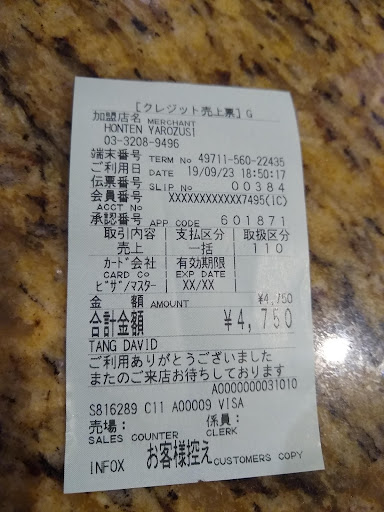 [クレジット売上票] G
加盟店名 MERCHANT
HONTEN YAROZUSI
03-3208-9496
端末番号 TERM No 49711-560-22435
ご利用日 DATE 19/09/23 18:50:17
伝票番号 SLIP No 00384
会員番号 XXXXXXXXXXXX7495(IC)
ACCT No
承認番号 APP CODE 601871
取引内容 支払区分 取扱区分
売上 一括 110
カード会社 有効期限
CARD Co EXP DATE
ビザ/マスター XX/XX
金 額 AMOUNT ¥4,750
合計金額 ¥4,750
TANG DAVID
ご利用ありがとうございました
またのご来店お待ちしております
A0000000031010
S816289 C11 A00009 VISA
売場: 係員:
SALES COUNTER CLERK
INFOX お客様控え CUSTOMERS COPY